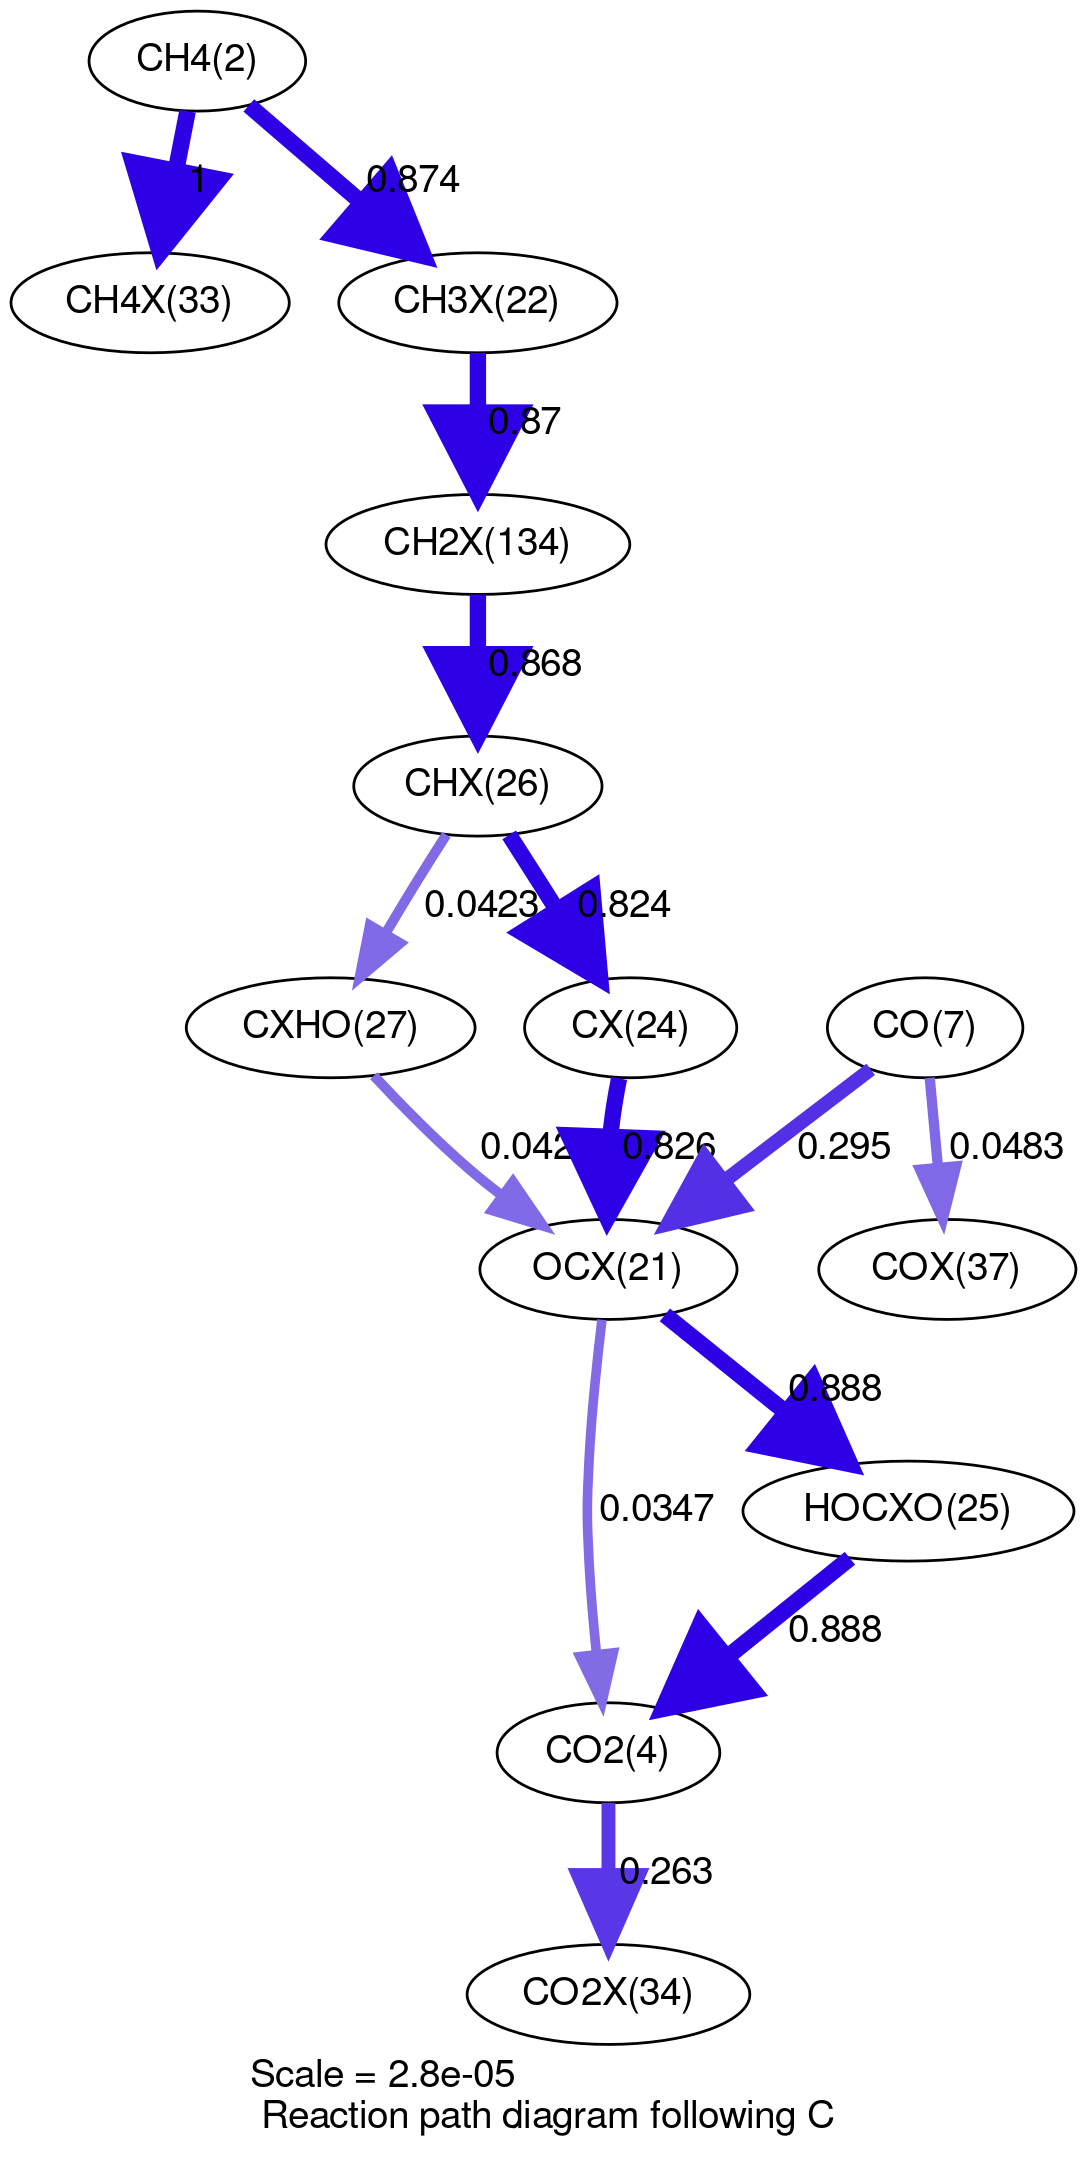 CH4(2)
1
0.874
CH4X(33)
CH3X(22)
0.87
CH2X(134)
0.868
CHX(26)
0.0423
0.824
CXHO(27)
CX(24)
CO(7)
0.826
0.295
0.0483
OCX(21)
COX(37)
0.888
0.0347
HOCXO(25)
0.888
CO2(4)
0.263
CO2X(34)
Scale = 2.8e-05
Reaction path diagram following C